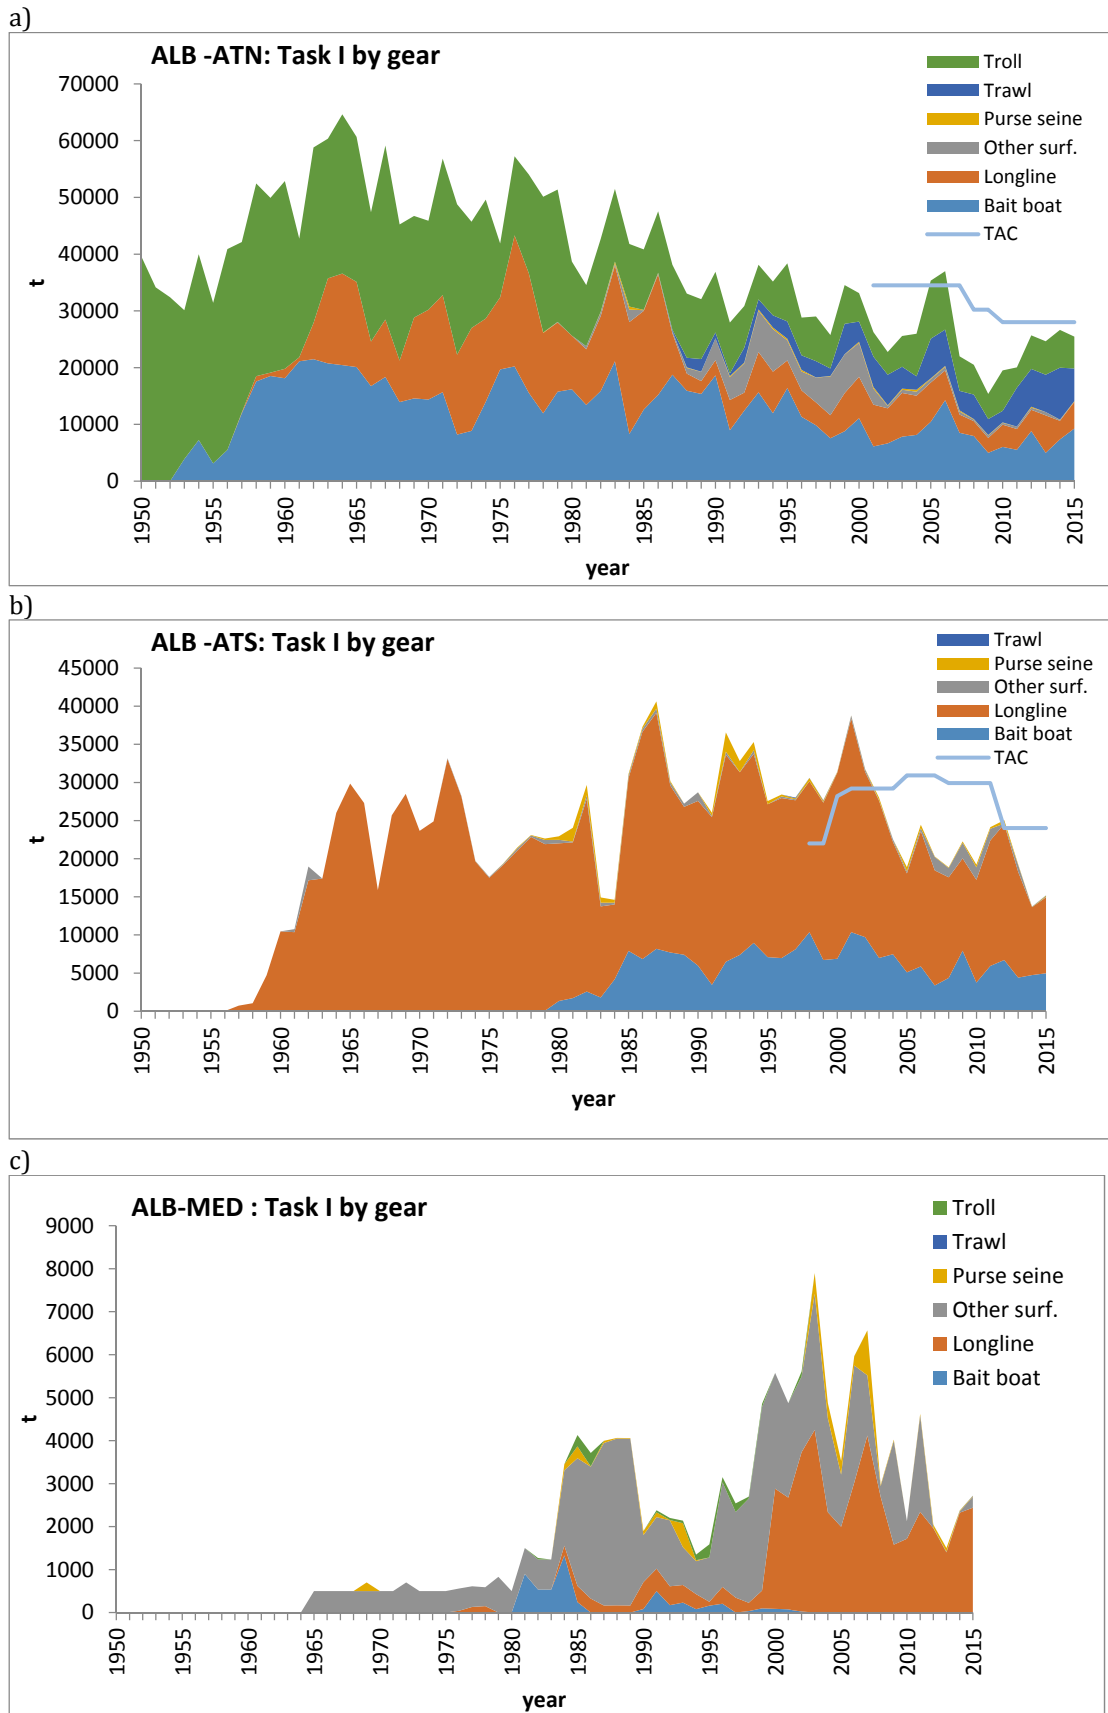 a)
ALB -ATN: Task I by gear
Troll
Trawl
Purse seine
Other surf.
Longline
Bait boat
TAC
70000
60000
50000
40000
30000
20000
10000
0
t
1950
1955
1960
1965
1970
1975
1980
1985
1990
1995
2000
2005
2010
2015
year
b)
ALB -ATS: Task I by gear
Trawl
Purse seine
Other surf.
Longline
Bait boat
TAC
45000
40000
35000
30000
25000
20000
15000
10000
5000
0
t
1950
1955
1960
1965
1970
1975
1980
1985
1990
1995
2000
2005
2010
2015
year
c)
ALB-MED : Task I by gear
Troll
Trawl
Purse seine
Other surf.
Longline
Bait boat
9000
8000
7000
6000
5000
4000
3000
2000
1000
0
t
1950
1955
1960
1965
1970
1975
1980
1985
1990
1995
2000
2005
2010
2015
year